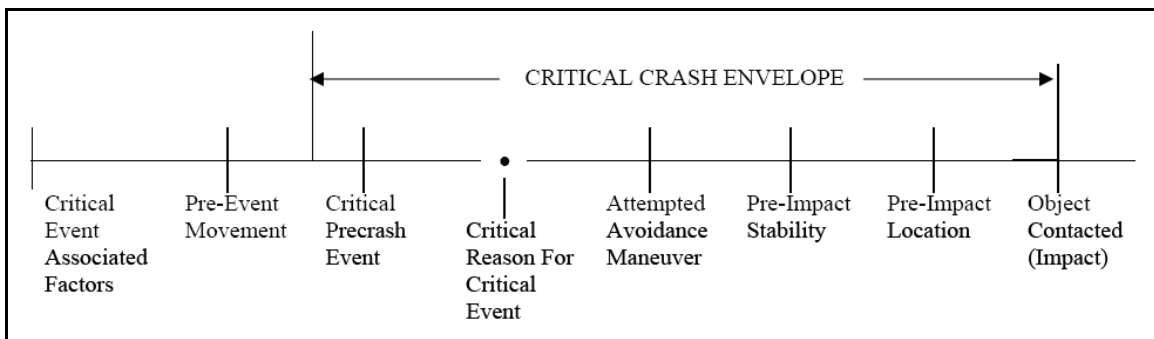 CRITICAL CRASH ENVELOPE
Critical
Event
Associated
Factors
Pre-Event
Movement
Critical
Precrash
Event
Critical
Reason For
Critical
Event
Attempted
Avoidance
Maneuver
Pre-Impact
Stability
Pre-Impact
Location
Object
Contacted
(Impact)